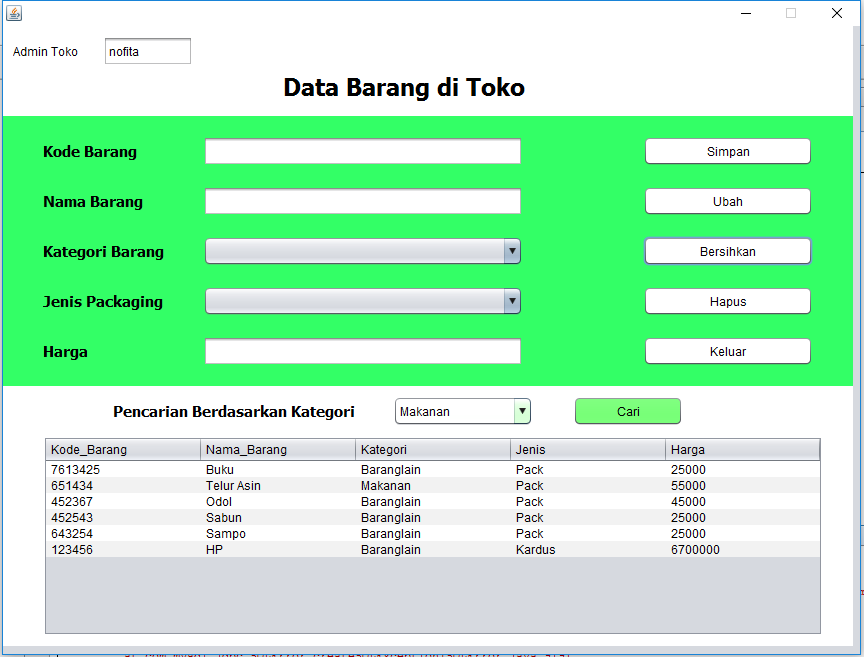 Admin Toko nofita
Data Barang di Toko
Kode Barang Simpan
Nama Barang Ubah
Kategori Barang Bersihkan
Jenis Packaging Hapus
Harga Keluar
Pencarian Berdasarkan Kategori Makanan Cari
Kode_Barang Nama_Barang Kategori Jenis Harga
7613425 Buku Baranglain Pack 25000
651434 Telur Asin Makanan Pack 55000
452367 Odol Baranglain Pack 45000
452543 Sabun Baranglain Pack 25000
643254 Sampo Baranglain Pack 25000
123456 HP Baranglain Kardus 6700000